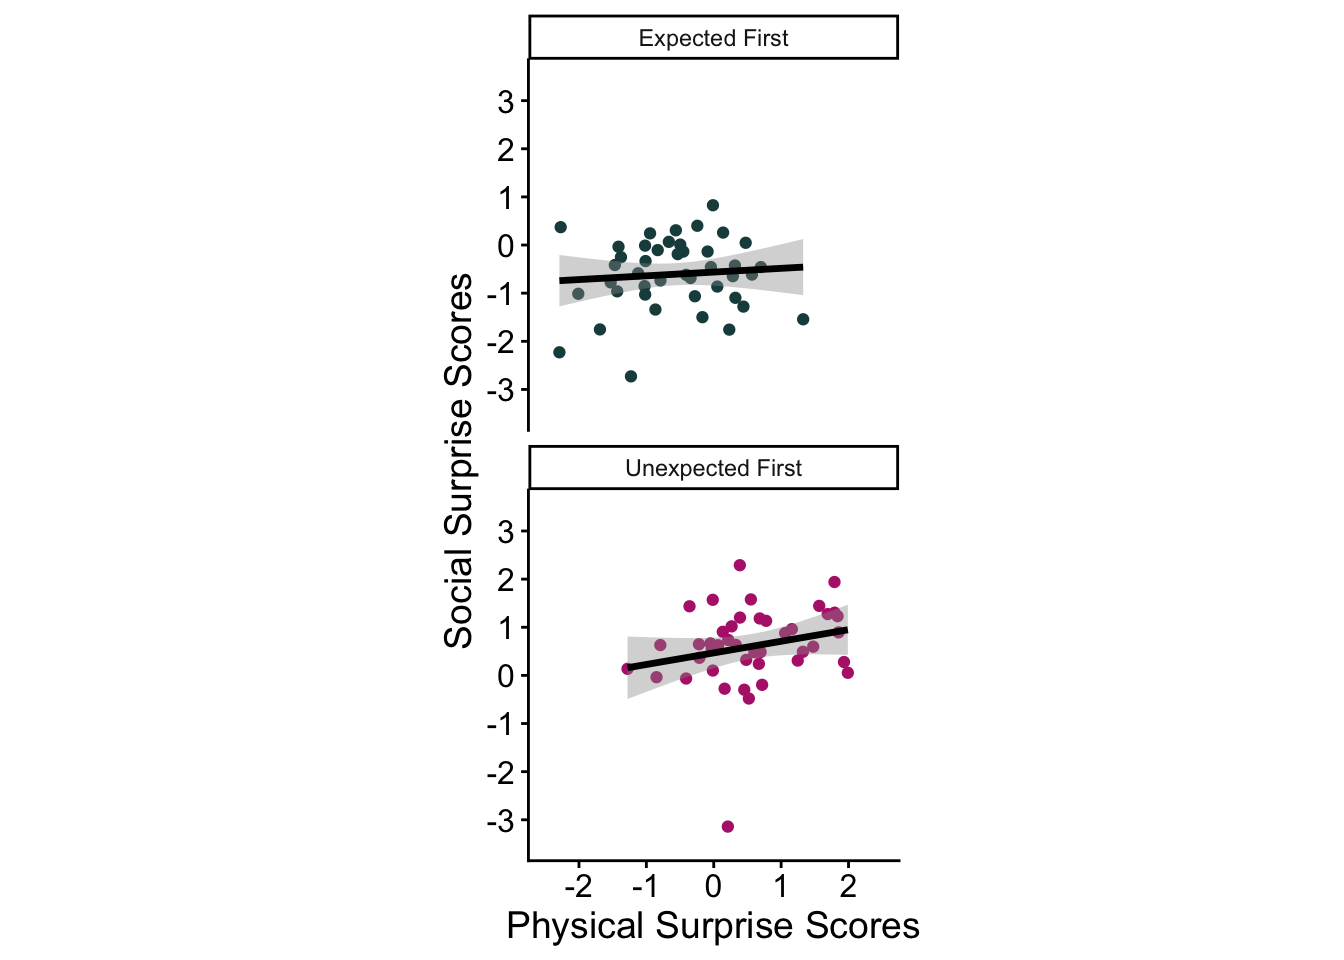 Expected First
3
2
1
0
-1
-2
-3
Unexpected First
3
2
1
0
-1
-2
-3
-2 -1 0 1 2
Physical Surprise Scores
Social Surprise Scores